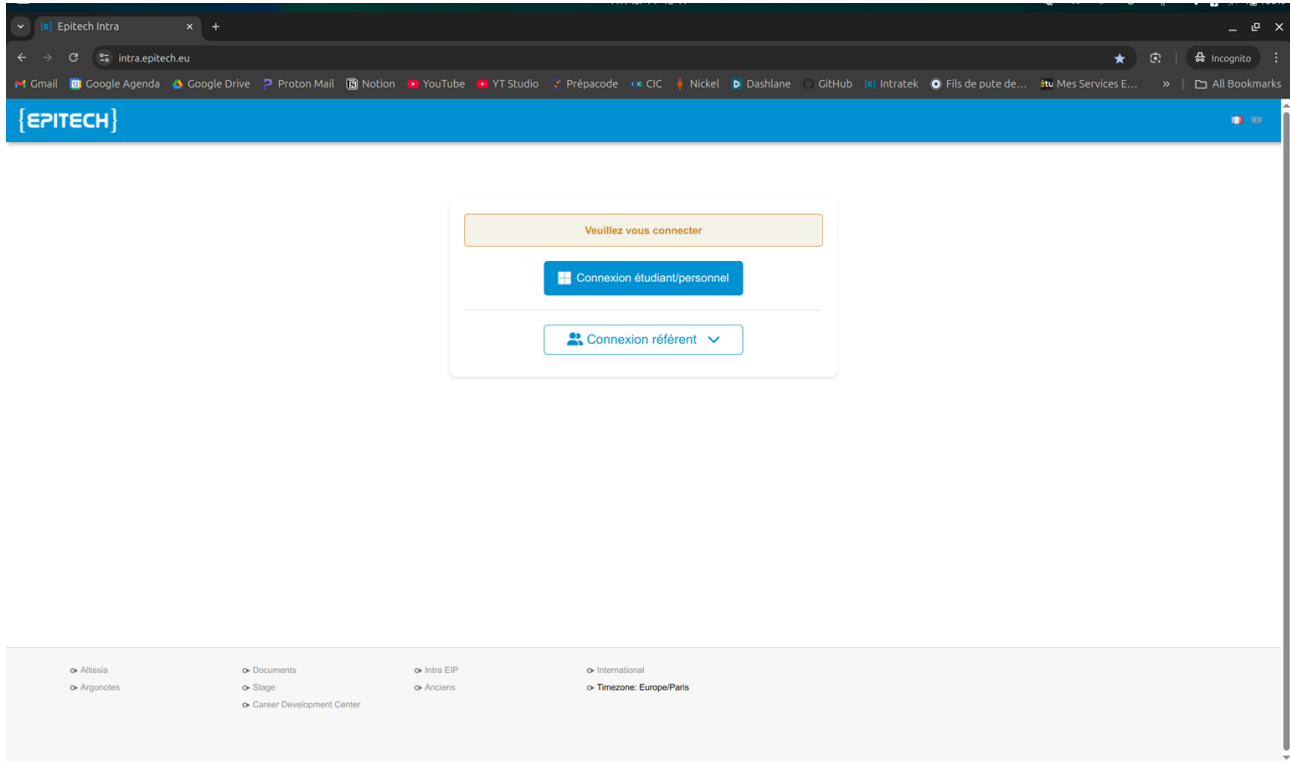 Epitech Intra
intra.epitech.eu
Incognito
Gmail Google Agenda Google Drive Proton Mail Notion YouTube YT Studio Prépacode CIC Nickel Dashlane GitHub Intratek Fils de pute de... Mes Services E... » All Bookmarks
{EPITECH}
Veuillez vous connecter
Connexion étudiant/personnel
Connexion référent
Altissia Documents Intra EIP International
Argonotes Stage Anciens Timezone: Europe/Paris
Career Development Center